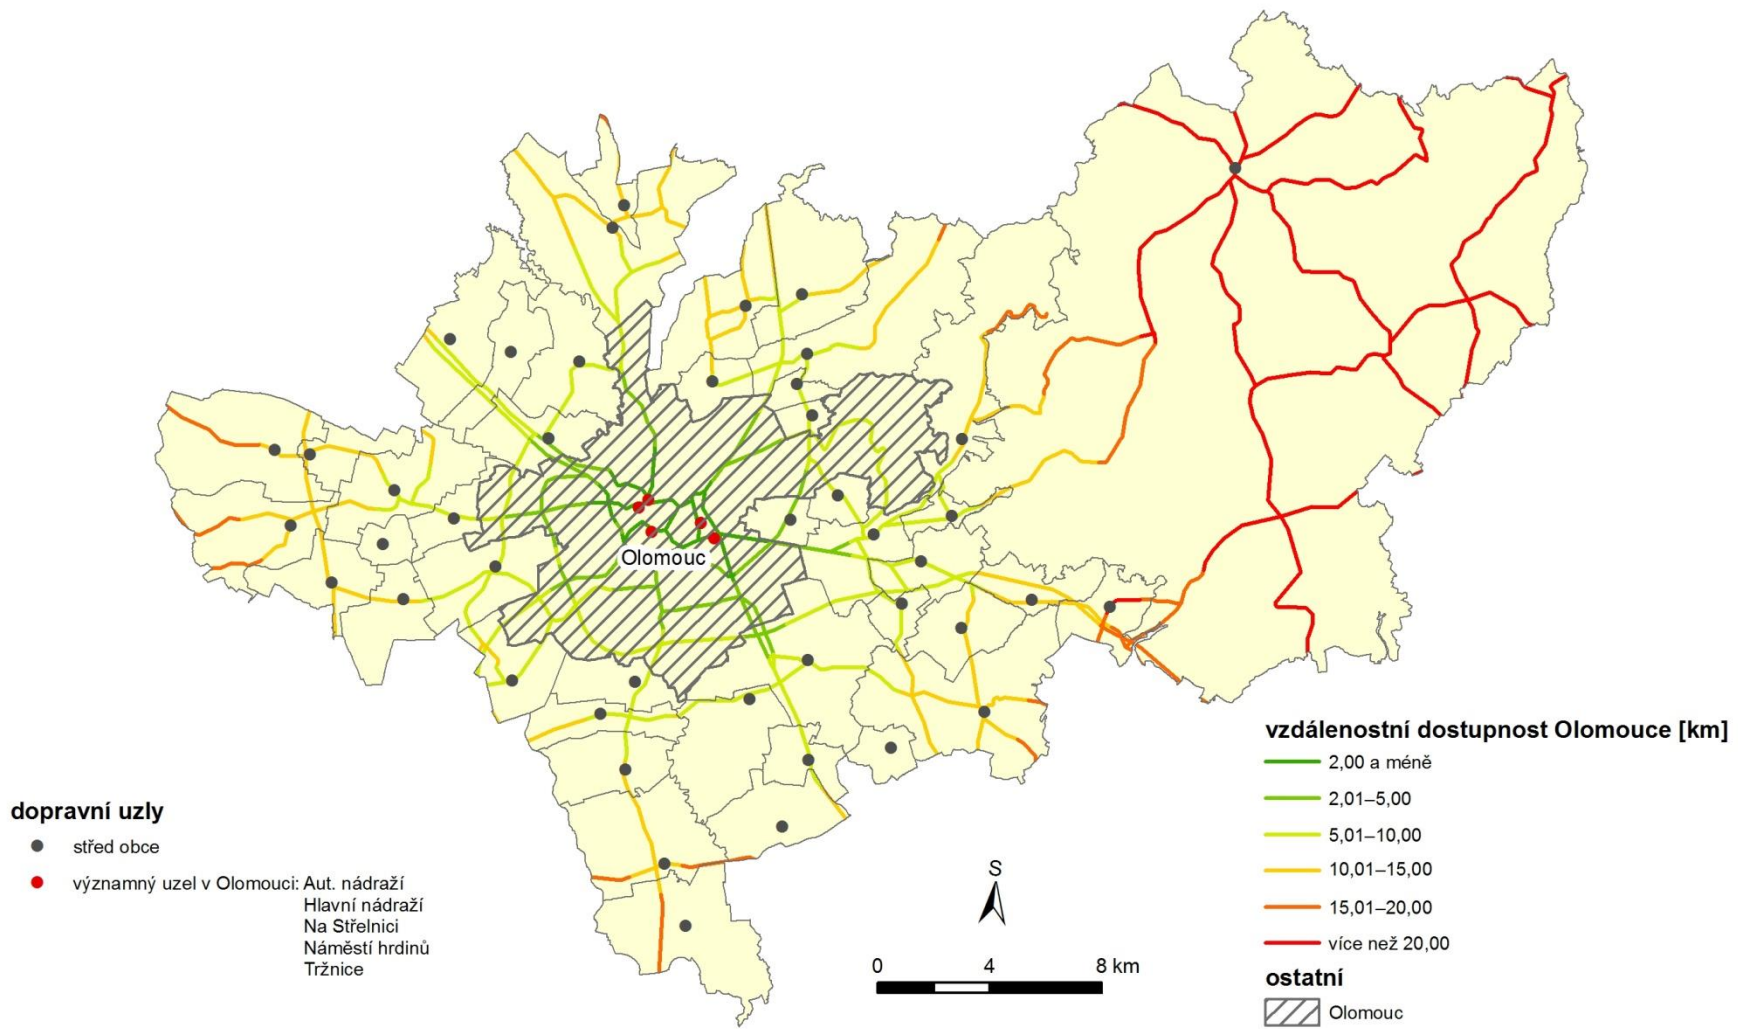 Olomouc
vzdálenostní dostupnost Olomouce [km]
2,00 a méně
2,01–5,00
5,01–10,00
10,01–15,00
15,01–20,00
více než 20,00
ostatní
Olomouc
dopravní uzly
střed obce
významný uzel v Olomouci: Aut. nádraží
Hlavní nádraží
Na Střelnici
Náměstí hrdinů
Tržnice
S
0 4 8 km